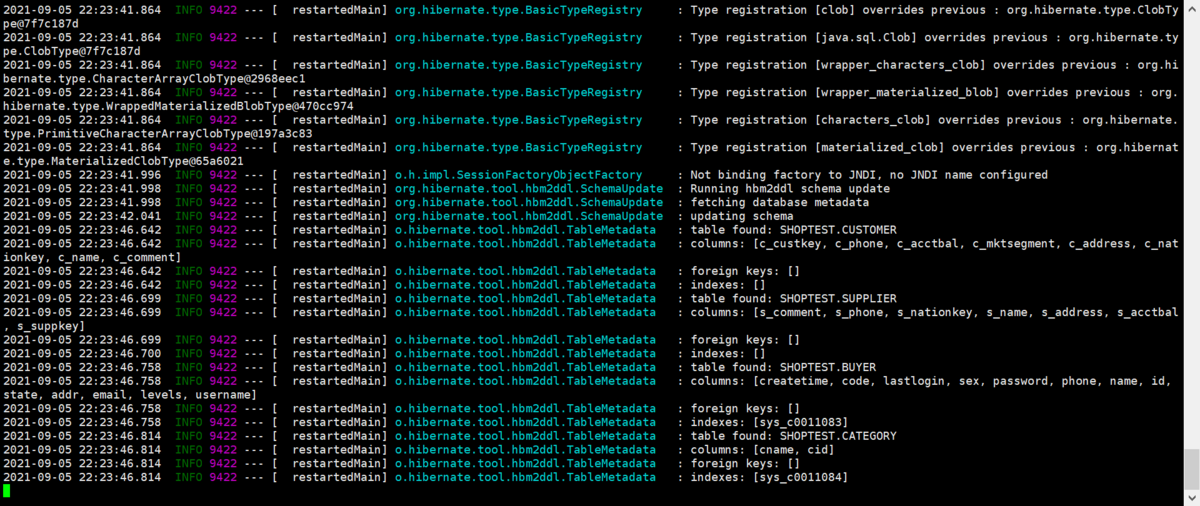 2021-09-05 22:23:41.864  INFO 9422 --- [  restartedMain] org.hibernate.type.BasicTypeRegistry     : Type registration [clob] overrides previous : org.hibernate.type.ClobTy
pe@7f7c187d
2021-09-05 22:23:41.864  INFO 9422 --- [  restartedMain] org.hibernate.type.BasicTypeRegistry     : Type registration [java.sql.Clob] overrides previous : org.hibernate.ty
pe.ClobType@7f7c187d
2021-09-05 22:23:41.864  INFO 9422 --- [  restartedMain] org.hibernate.type.BasicTypeRegistry     : Type registration [wrapper_characters_clob] overrides previous : org.hi
bernate.type.CharacterArrayClobType@2968eec1
2021-09-05 22:23:41.864  INFO 9422 --- [  restartedMain] org.hibernate.type.BasicTypeRegistry     : Type registration [wrapper_materialized_blob] overrides previous : org.
hibernate.type.WrappedMaterializedBlobType@470cc974
2021-09-05 22:23:41.864  INFO 9422 --- [  restartedMain] org.hibernate.type.BasicTypeRegistry     : Type registration [characters_clob] overrides previous : org.hibernate.
type.PrimitiveCharacterArrayClobType@197a3c83
2021-09-05 22:23:41.864  INFO 9422 --- [  restartedMain] org.hibernate.type.BasicTypeRegistry     : Type registration [materialized_clob] overrides previous : org.hibernat
e.type.MaterializedClobType@65a6021
2021-09-05 22:23:41.996  INFO 9422 --- [  restartedMain] o.h.impl.SessionFactoryObjectFactory     : Not binding factory to JNDI, no JNDI name configured
2021-09-05 22:23:41.998  INFO 9422 --- [  restartedMain] org.hibernate.tool.hbm2ddl.SchemaUpdate  : Running hbm2ddl schema update
2021-09-05 22:23:41.998  INFO 9422 --- [  restartedMain] org.hibernate.tool.hbm2ddl.SchemaUpdate  : fetching database metadata
2021-09-05 22:23:42.041  INFO 9422 --- [  restartedMain] org.hibernate.tool.hbm2ddl.SchemaUpdate  : updating schema
2021-09-05 22:23:46.642  INFO 9422 --- [  restartedMain] o.hibernate.tool.hbm2ddl.TableMetadata   : table found: SHOPTEST.CUSTOMER
2021-09-05 22:23:46.642  INFO 9422 --- [  restartedMain] o.hibernate.tool.hbm2ddl.TableMetadata   : columns: [c_custkey, c_phone, c_acctbal, c_mktsegment, c_address, c_nat
ionkey, c_name, c_comment]
2021-09-05 22:23:46.642  INFO 9422 --- [  restartedMain] o.hibernate.tool.hbm2ddl.TableMetadata   : foreign keys: []
2021-09-05 22:23:46.642  INFO 9422 --- [  restartedMain] o.hibernate.tool.hbm2ddl.TableMetadata   : indexes: []
2021-09-05 22:23:46.699  INFO 9422 --- [  restartedMain] o.hibernate.tool.hbm2ddl.TableMetadata   : table found: SHOPTEST.SUPPLIER
2021-09-05 22:23:46.699  INFO 9422 --- [  restartedMain] o.hibernate.tool.hbm2ddl.TableMetadata   : columns: [s_comment, s_phone, s_nationkey, s_name, s_address, s_acctbal
, s_suppkey]
2021-09-05 22:23:46.699  INFO 9422 --- [  restartedMain] o.hibernate.tool.hbm2ddl.TableMetadata   : foreign keys: []
2021-09-05 22:23:46.700  INFO 9422 --- [  restartedMain] o.hibernate.tool.hbm2ddl.TableMetadata   : indexes: []
2021-09-05 22:23:46.758  INFO 9422 --- [  restartedMain] o.hibernate.tool.hbm2ddl.TableMetadata   : table found: SHOPTEST.BUYER
2021-09-05 22:23:46.758  INFO 9422 --- [  restartedMain] o.hibernate.tool.hbm2ddl.TableMetadata   : columns: [createtime, code, lastlogin, sex, password, phone, name, id,
state, addr, email, levels, username]
2021-09-05 22:23:46.758  INFO 9422 --- [  restartedMain] o.hibernate.tool.hbm2ddl.TableMetadata   : foreign keys: []
2021-09-05 22:23:46.758  INFO 9422 --- [  restartedMain] o.hibernate.tool.hbm2ddl.TableMetadata   : indexes: [sys_c0011083]
2021-09-05 22:23:46.814  INFO 9422 --- [  restartedMain] o.hibernate.tool.hbm2ddl.TableMetadata   : table found: SHOPTEST.CATEGORY
2021-09-05 22:23:46.814  INFO 9422 --- [  restartedMain] o.hibernate.tool.hbm2ddl.TableMetadata   : columns: [cname, cid]
2021-09-05 22:23:46.814  INFO 9422 --- [  restartedMain] o.hibernate.tool.hbm2ddl.TableMetadata   : foreign keys: []
2021-09-05 22:23:46.814  INFO 9422 --- [  restartedMain] o.hibernate.tool.hbm2ddl.TableMetadata   : indexes: [sys_c0011084]